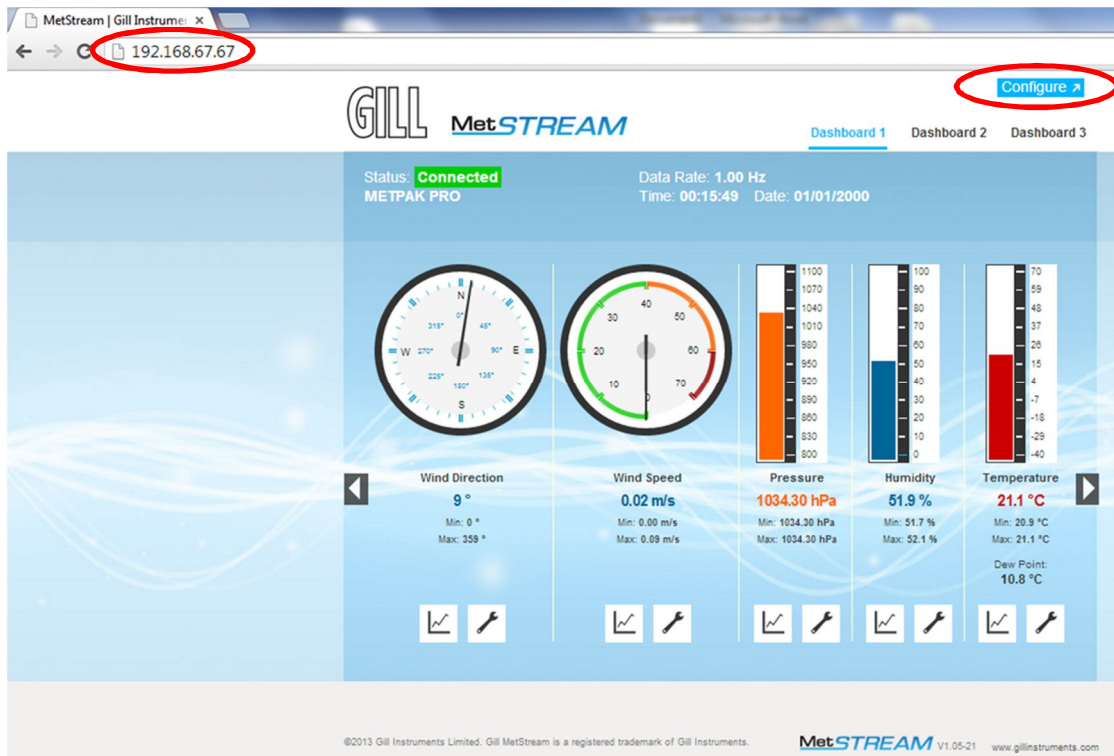 MetStream | Gill Instrumer ×
192.168.67.67
Configure
GILL MetSTREAM
Dashboard 1 Dashboard 2 Dashboard 3
Status: Connected
METPAK PRO
Data Rate: 1.00 Hz
Time: 00:15:49 Date: 01/01/2000
N
0°
45°
90°
E
135°
180°
S
225°
270°
W
315°
0
10
20
30
40
50
60
70
1100
1070
1040
1010
980
950
920
890
860
830
800
100
90
80
70
60
50
40
30
20
10
0
70
59
48
37
26
15
4
-7
-18
-29
-40
Wind Direction
9 °
Min: 0 °
Max: 359 °
Wind Speed
0.02 m/s
Min: 0.00 m/s
Max: 0.09 m/s
Pressure
1034.30 hPa
Min: 1034.30 hPa
Max: 1034.30 hPa
Humidity
51.9 %
Min: 51.7 %
Max: 52.1 %
Temperature
21.1 °C
Min: 20.9 °C
Max: 21.1 °C
Dew Point:
10.8 °C
©2013 Gill Instruments Limited. Gill MetStream is a registered trademark of Gill Instruments.
MetSTREAM V1.05-21 www.gillinstruments.com